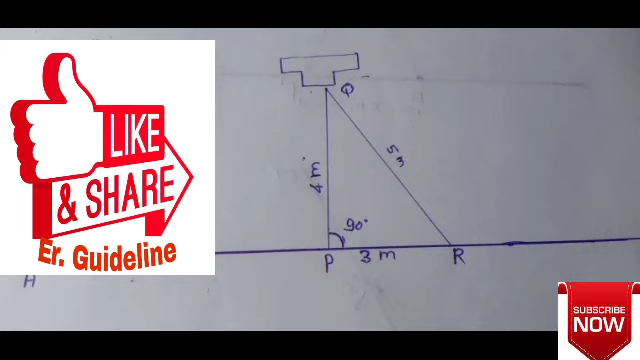 LIKE
& SHARE
Er. Guideline
Q
4 m
5 m
90°
P
3 m
R
H
SUBSCRIBE
NOW